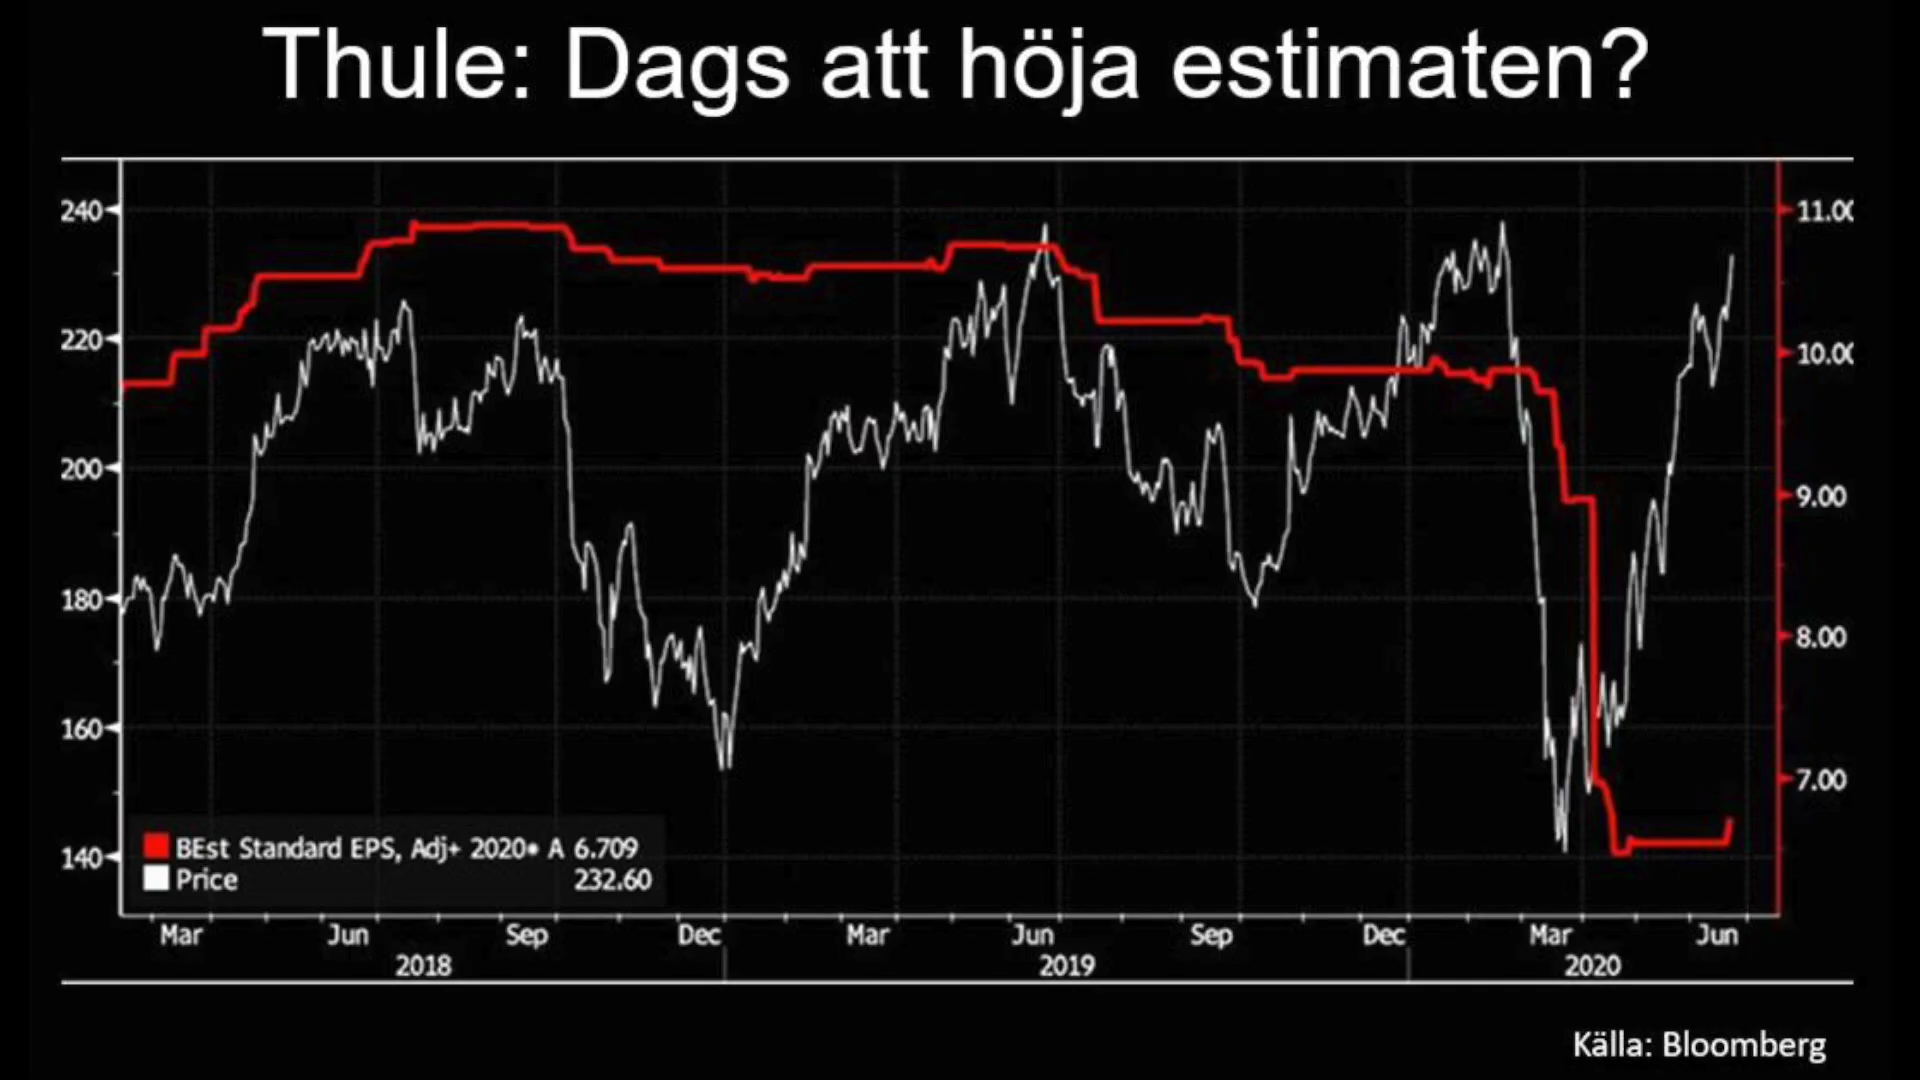 Thule: Dags att höja estimaten?
240
220
200
180
160
140
11.00
10.00
9.00
8.00
7.00
BEst Standard EPS, Adj+ 2020• A 6.709
Price 232.60
Mar Jun Sep Dec Mar Jun Sep Dec Mar Jun
2018 2019 2020
Källa: Bloomberg